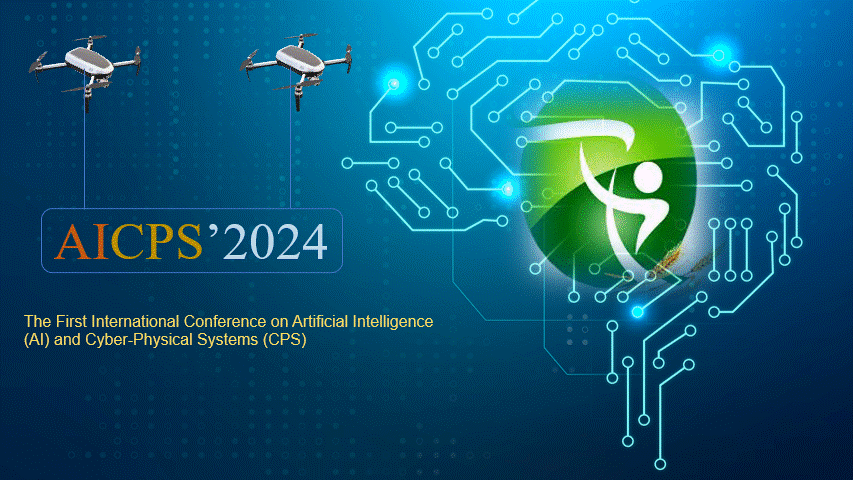 AICPS’2024
The First International Conference on Artificial Intelligence
(AI) and Cyber-Physical Systems (CPS)